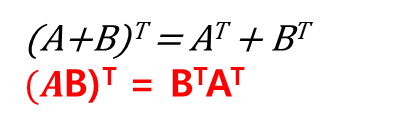 (A+B)ᵀ = Aᵀ + Bᵀ
(AB)ᵀ = BᵀAᵀ